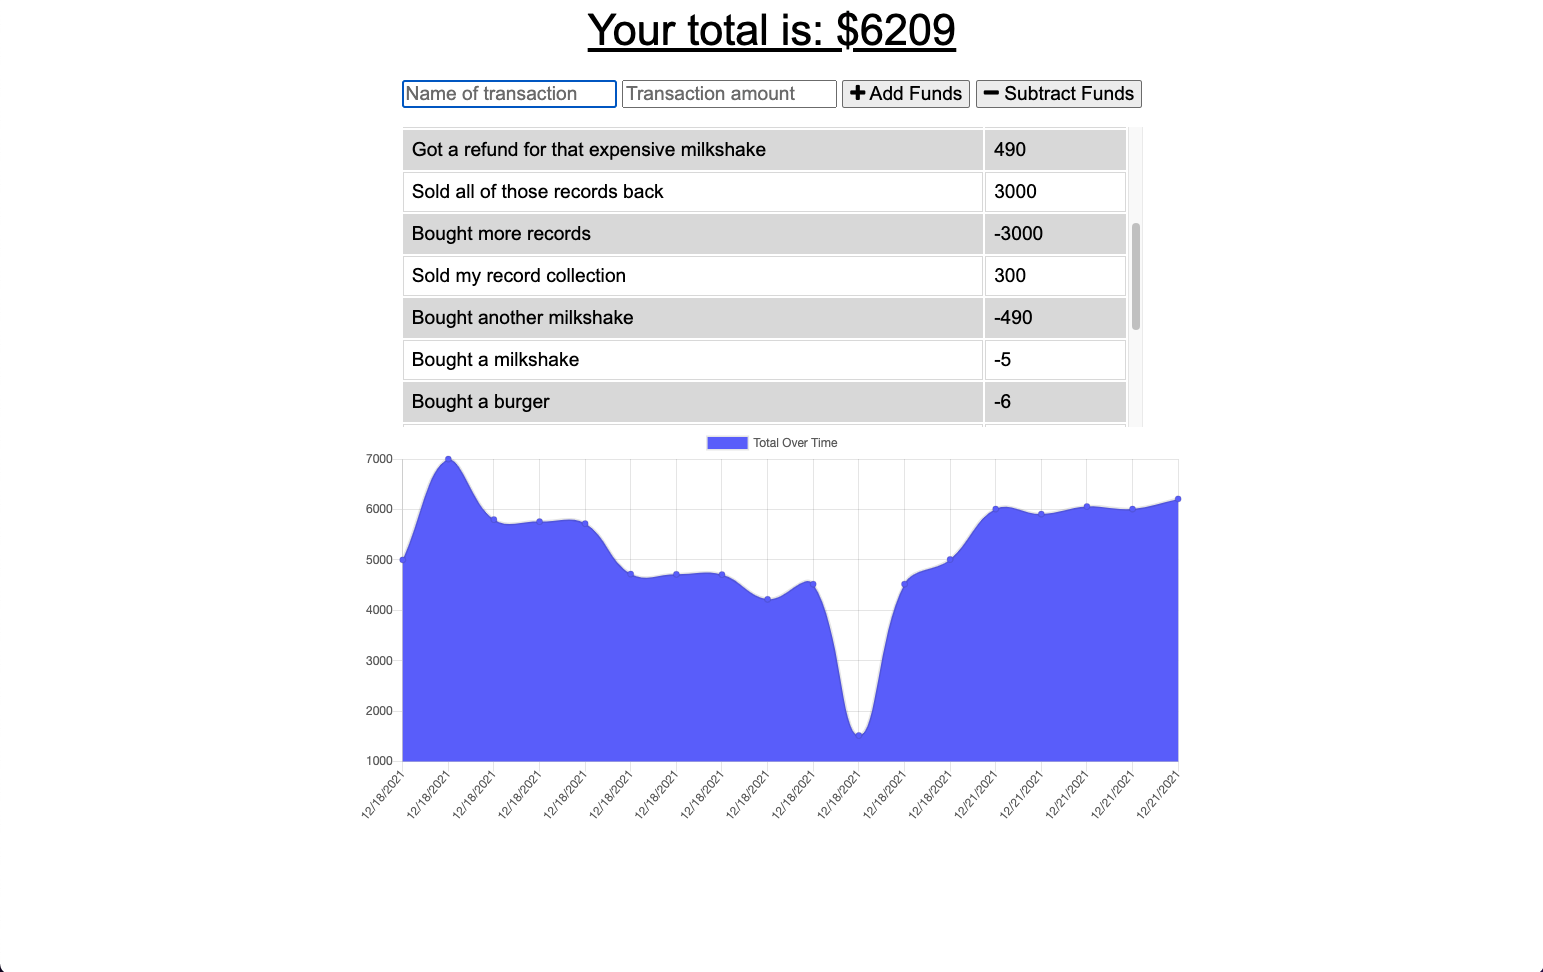 Your total is: $6209
Name of transaction Transaction amount + Add Funds − Subtract Funds
Got a refund for that expensive milkshake 490
Sold all of those records back 3000
Bought more records -3000
Sold my record collection 300
Bought another milkshake -490
Bought a milkshake -5
Bought a burger -6
Total Over Time
7000
6000
5000
4000
3000
2000
1000
12/18/2021 12/18/2021 12/18/2021 12/18/2021 12/18/2021 12/18/2021 12/18/2021 12/18/2021 12/18/2021 12/18/2021 12/18/2021 12/18/2021 12/18/2021 12/21/2021 12/21/2021 12/21/2021 12/21/2021 12/21/2021